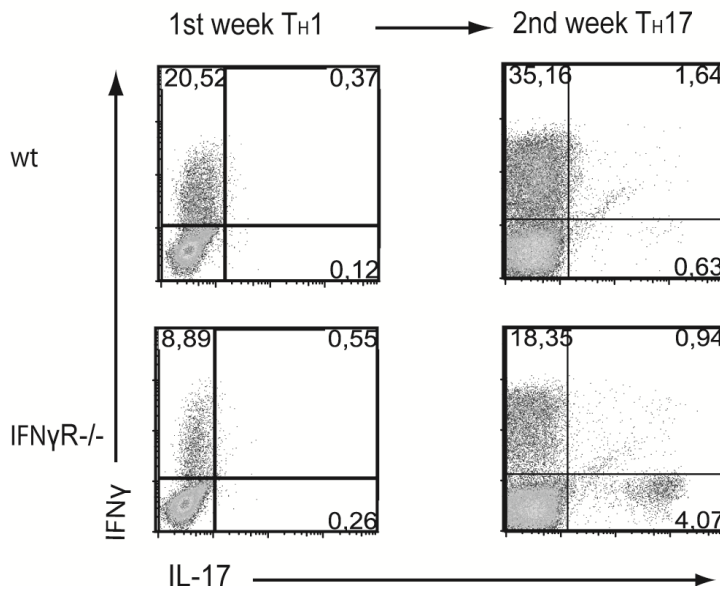 1st week TH1
2nd week TH17
wt
20,52
0,37
0,12
35,16
1,64
0,63
IFNγR-/-
8,89
0,55
0,26
18,35
0,94
4,07
IFNγ
IL-17